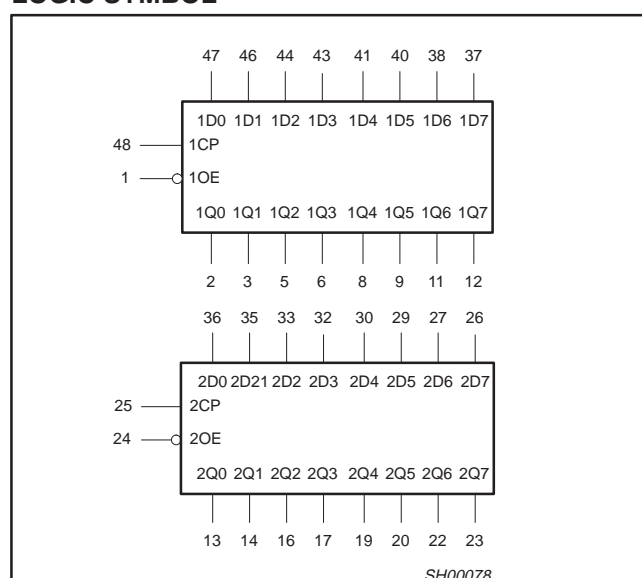 LOGIC SYMBOL
47 46 44 43 41 40 38 37
1D0 1D1 1D2 1D3 1D4 1D5 1D6 1D7
48 1CP
1 1OE
1Q0 1Q1 1Q2 1Q3 1Q4 1Q5 1Q6 1Q7
2 3 5 6 8 9 11 12
36 35 33 32 30 29 27 26
2D0 2D21 2D2 2D3 2D4 2D5 2D6 2D7
25 2CP
24 2OE
2Q0 2Q1 2Q2 2Q3 2Q4 2Q5 2Q6 2Q7
13 14 16 17 19 20 22 23
SH00078